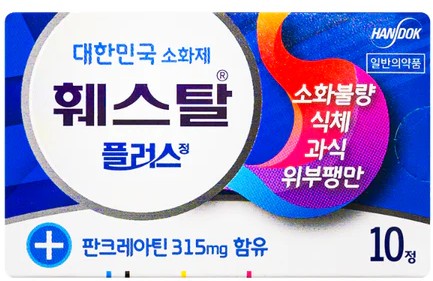 대한민국 소화제
훼스탈®
플러스정
HANDOK
일반의약품
소화불량
식체
과식
위부팽만
판크레아틴 315mg 함유
10정